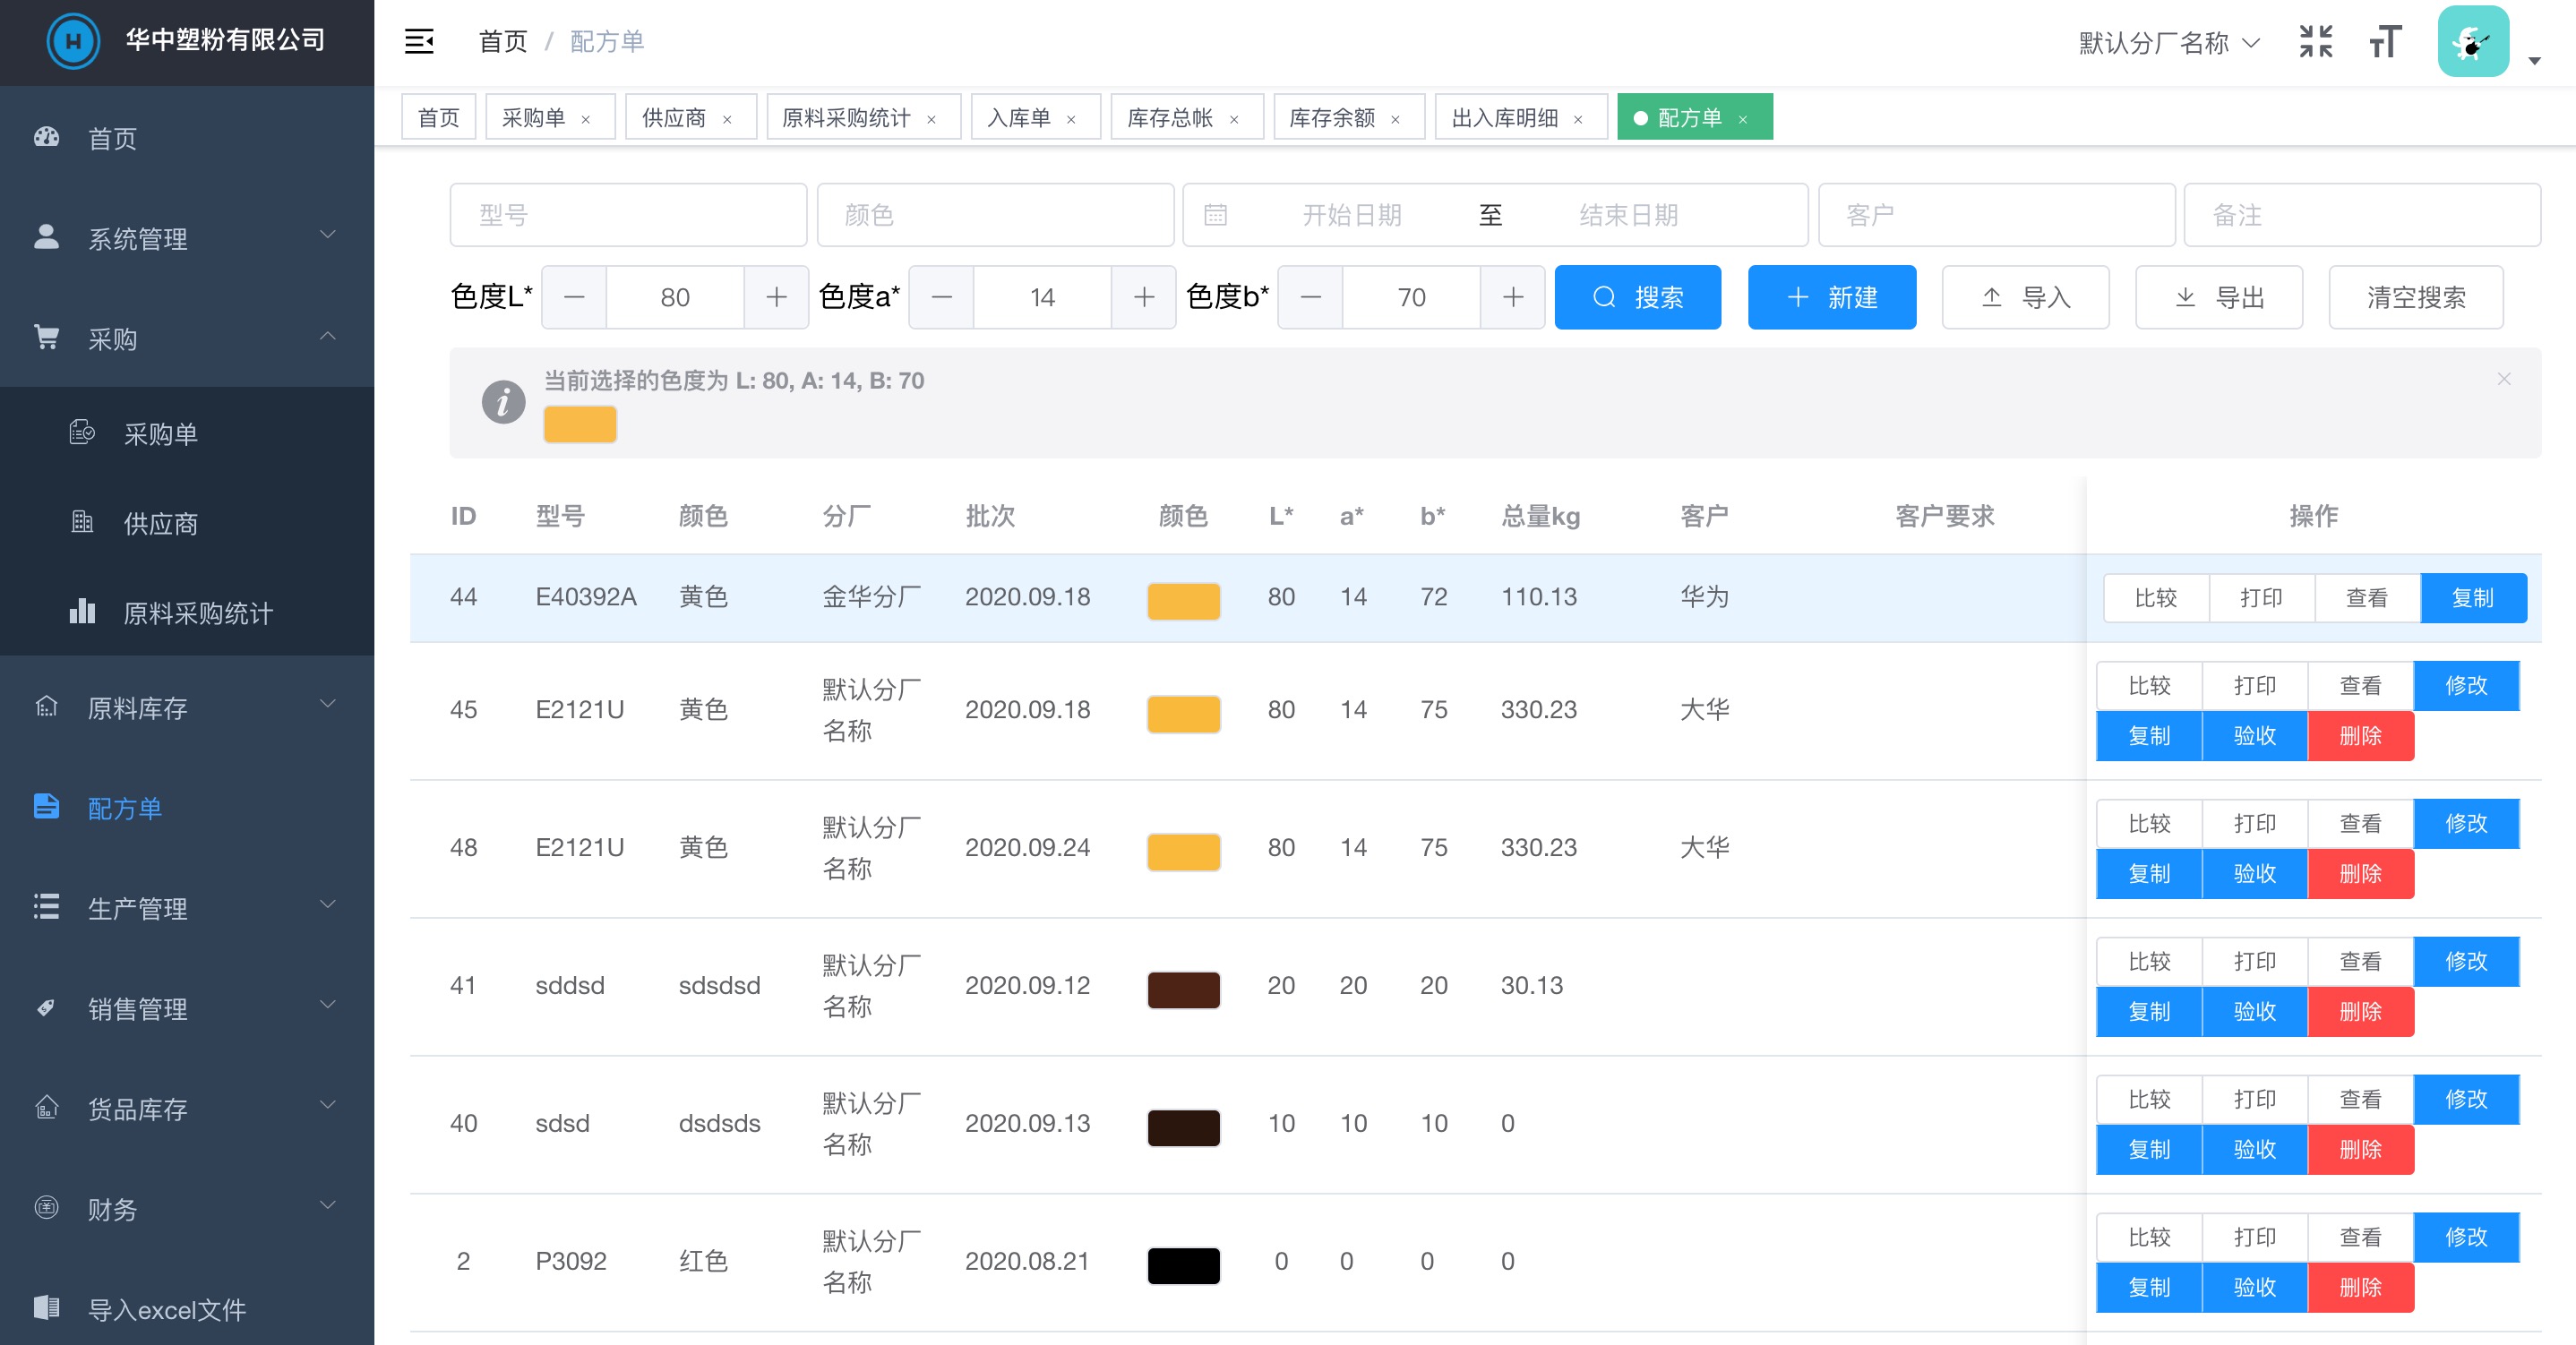 H 华中塑粉有限公司
首页 / 配方单
默认分厂名称
首页
系统管理
采购
采购单
供应商
原料采购统计
原料库存
配方单
生产管理
销售管理
货品库存
财务
导入excel文件
首页 采购单 × 供应商 × 原料采购统计 × 入库单 × 库存总帐 × 库存余额 × 出入库明细 × 配方单 ×
型号 颜色 开始日期 至 结束日期 客户 备注
色度L* 80 色度a* 14 色度b* 70 搜索 新建 导入 导出 清空搜索
当前选择的色度为 L: 80, A: 14, B: 70
ID 型号 颜色 分厂 批次 颜色 L* a* b* 总量kg 客户 客户要求 操作
44 E40392A 黄色 金华分厂 2020.09.18 80 14 72 110.13 华为 比较 打印 查看 复制
45 E2121U 黄色 默认分厂名称 2020.09.18 80 14 75 330.23 大华 比较 打印 查看 修改
复制 验收 删除
48 E2121U 黄色 默认分厂名称 2020.09.24 80 14 75 330.23 大华 比较 打印 查看 修改
复制 验收 删除
41 sddsd sdsdsd 默认分厂名称 2020.09.12 20 20 20 30.13 比较 打印 查看 修改
复制 验收 删除
40 sdsd dsdsds 默认分厂名称 2020.09.13 10 10 10 0 比较 打印 查看 修改
复制 验收 删除
2 P3092 红色 默认分厂名称 2020.08.21 0 0 0 0 比较 打印 查看 修改
复制 验收 删除